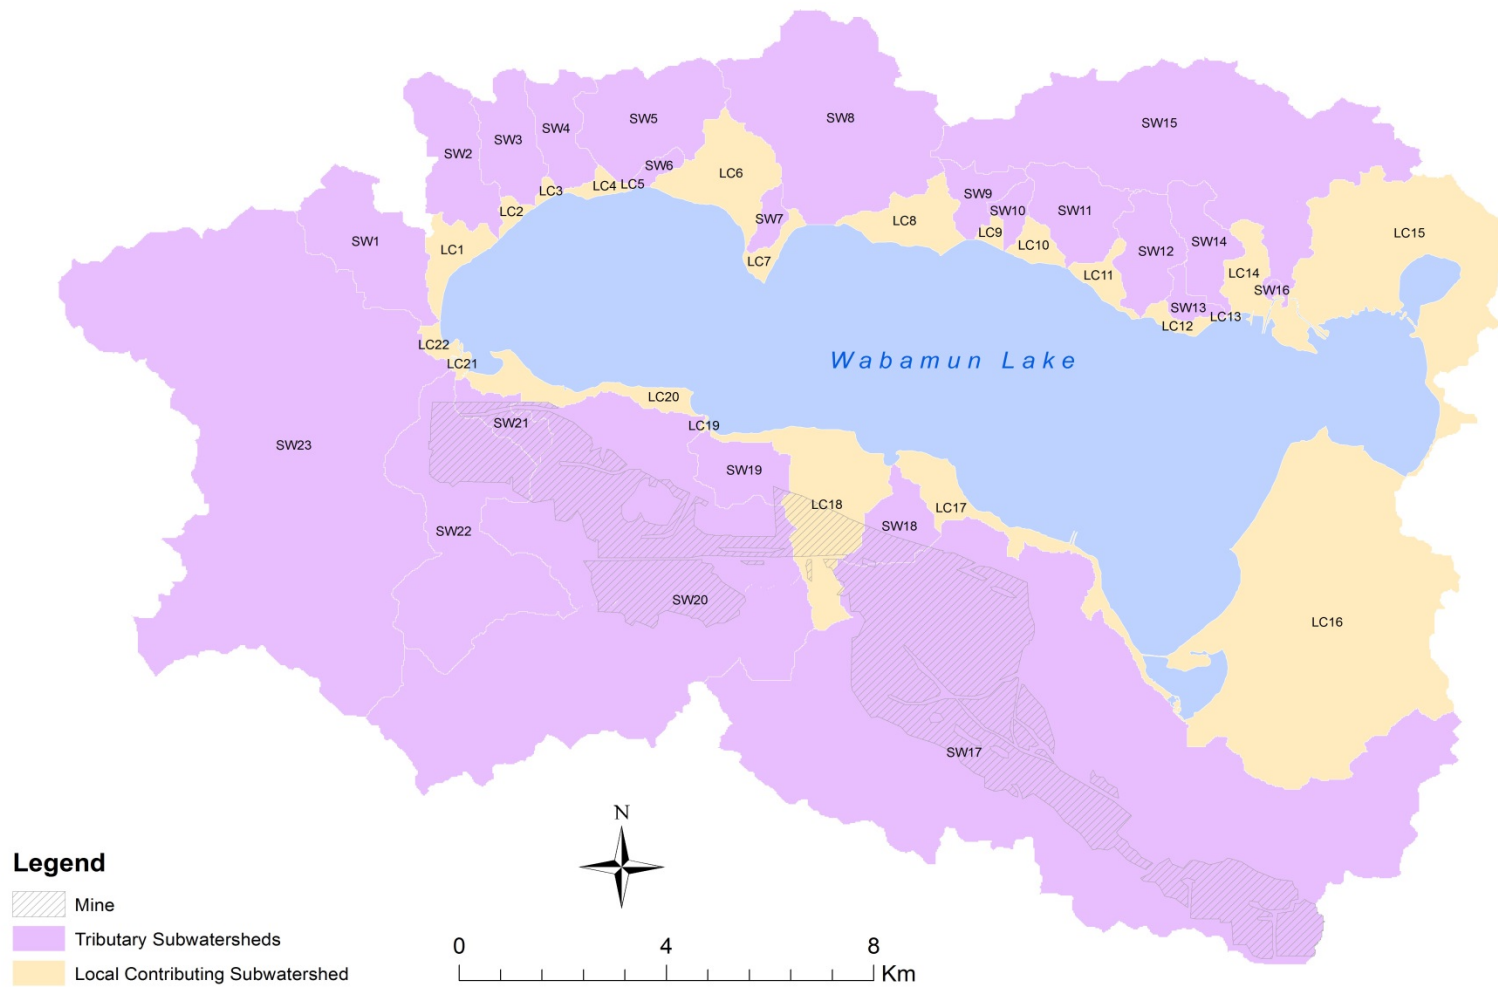 SW8
SW5
SW4
SW3
SW2
SW15
SW6
LC6
LC5
LC4
LC3
LC2
SW7
LC7
LC1
SW1
LC8
SW9
SW10
LC9
LC10
SW11
LC11
SW12
SW14
LC14
LC15
SW16
SW13
LC13
LC12
LC22
LC21
Wabamun Lake
LC20
LC19
SW21
SW23
SW19
LC18
LC17
SW18
SW22
SW20
LC16
SW17
N
Legend
Mine
Tributary Subwatersheds
Local Contributing Subwatershed
0 4 8
Km